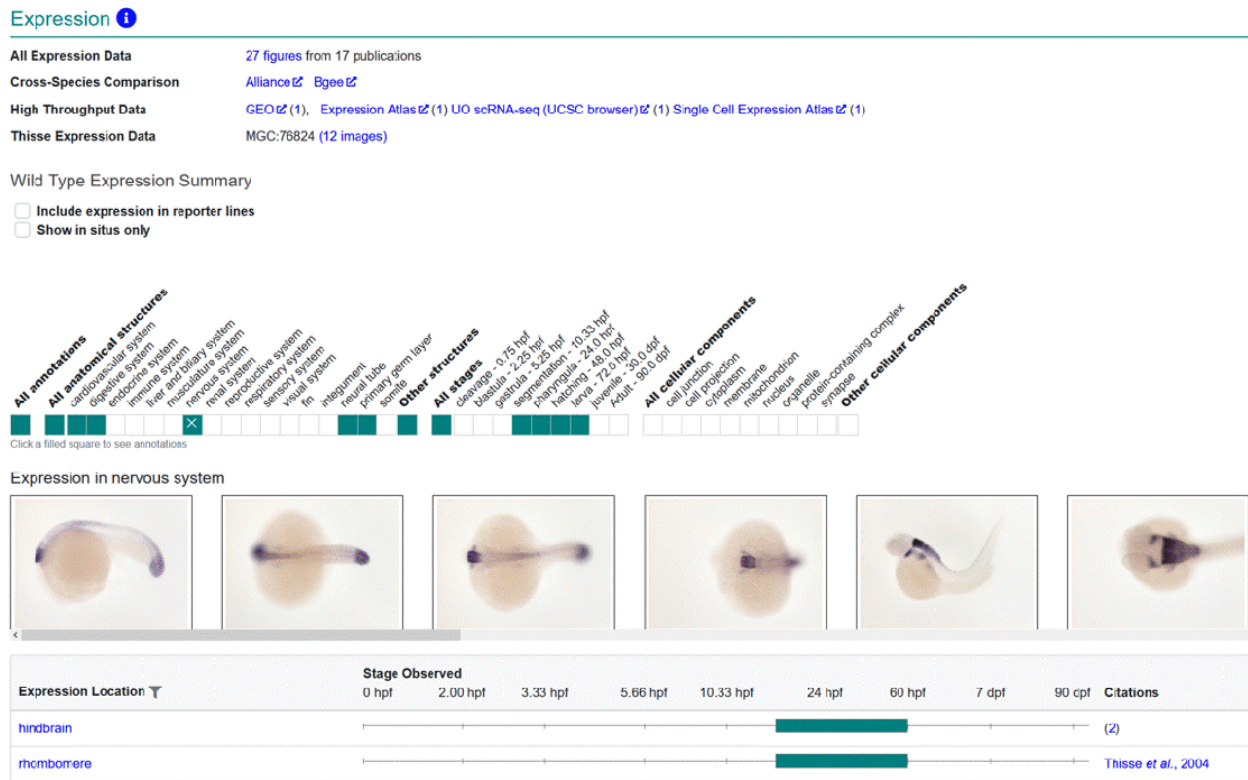 Expression i
All Expression Data 27 figures from 17 publications
Cross-Species Comparison Alliance Bgee
High Throughput Data GEO (1), Expression Atlas (1) UO scRNA-seq (UCSC browser) (1) Single Cell Expression Atlas (1)
Thisse Expression Data MGC:76824 (12 images)
Wild Type Expression Summary
Include expression in reporter lines
Show in situs only
All annotations
All anatomical structures
cardiovascular system
digestive system
endocrine system
immune system
liver and biliary system
musculature system
nervous system
renal system
reproductive system
respiratory system
sensory system
visual system
fin
integument
neural tube
primary germ layer
somite
Other structures
All stages
cleavage - 0.75 hpf
blastula - 2.25 hpf
gastrula - 5.25 hpf
segmentation - 10.33 hpf
pharyngula - 24.0 hpf
hatching - 48.0 hpf
larva - 72.0 hpf
juvenile - 30.0 dpf
Adult - 90.0 dpf
All cellular components
cell junction
cell projection
cytoplasm
membrane
mitochondrion
nucleus
organelle
protein-containing complex
synapse
Other cellular components
Click a filled square to see annotations
Expression in nervous system
Stage Observed
Expression Location 0 hpf 2.00 hpf 3.33 hpf 5.66 hpf 10.33 hpf 24 hpf 60 hpf 7 dpf 90 dpf Citations
hindbrain (2)
rhombomere Thisse et al., 2004